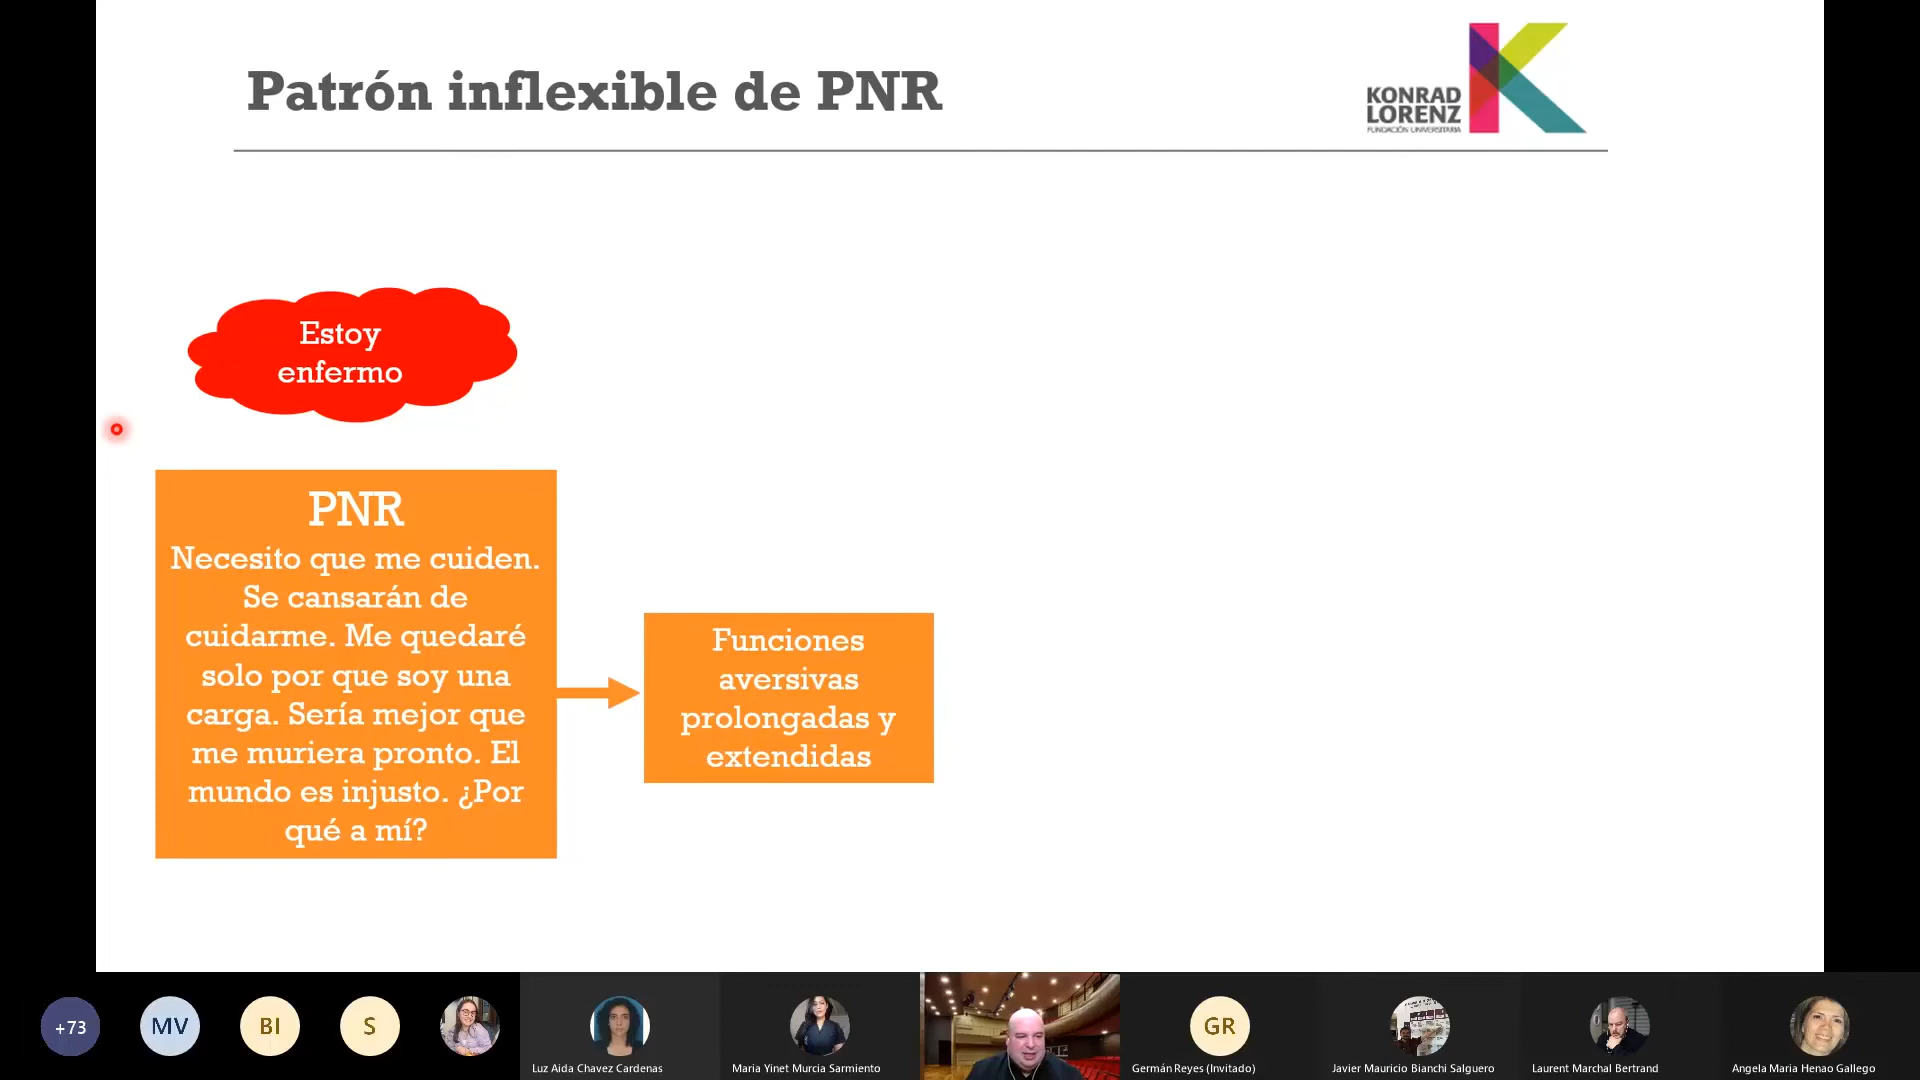 Patrón inflexible de PNR
KONRAD
LORENZ
FUNDACIÓN UNIVERSITARIA
Estoy
enfermo
PNR
Necesito que me cuiden.
Se cansarán de
cuidarme. Me quedaré
solo por que soy una
carga. Sería mejor que
me muriera pronto. El
mundo es injusto. ¿Por
qué a mí?
Funciones
aversivas
prolongadas y
extendidas
+73
MV
BI
S
GR
Luz Aida Chavez Cardenas
Maria Yinet Murcia Sarmiento
Germán Reyes (Invitado)
Javier Mauricio Bianchi Salguero
Laurent Marchal Bertrand
Angela Maria Henao Gallego